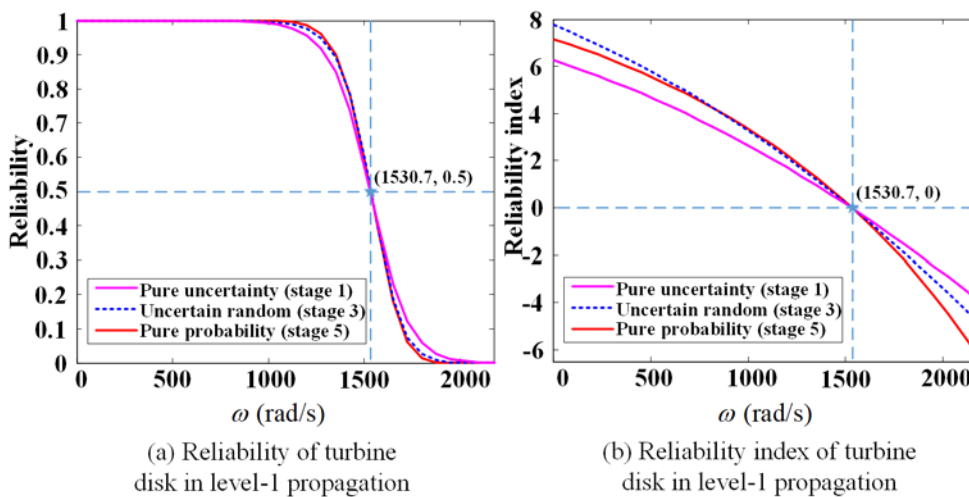 1
0.9
0.8
0.7
0.6
0.5
0.4
0.3
0.2
0.1
0
Reliability
(1530.7, 0.5)
Pure uncertainty (stage 1)
Uncertain random (stage 3)
Pure probability (stage 5)
0 500 1000 1500 2000
ω (rad/s)
(a) Reliability of turbine
disk in level-1 propagation
8
6
4
2
0
-2
-4
-6
Reliability index
(1530.7, 0)
Pure uncertainty (stage 1)
Uncertain random (stage 3)
Pure probability (stage 5)
0 500 1000 1500 2000
ω (rad/s)
(b) Reliability index of turbine
disk in level-1 propagation